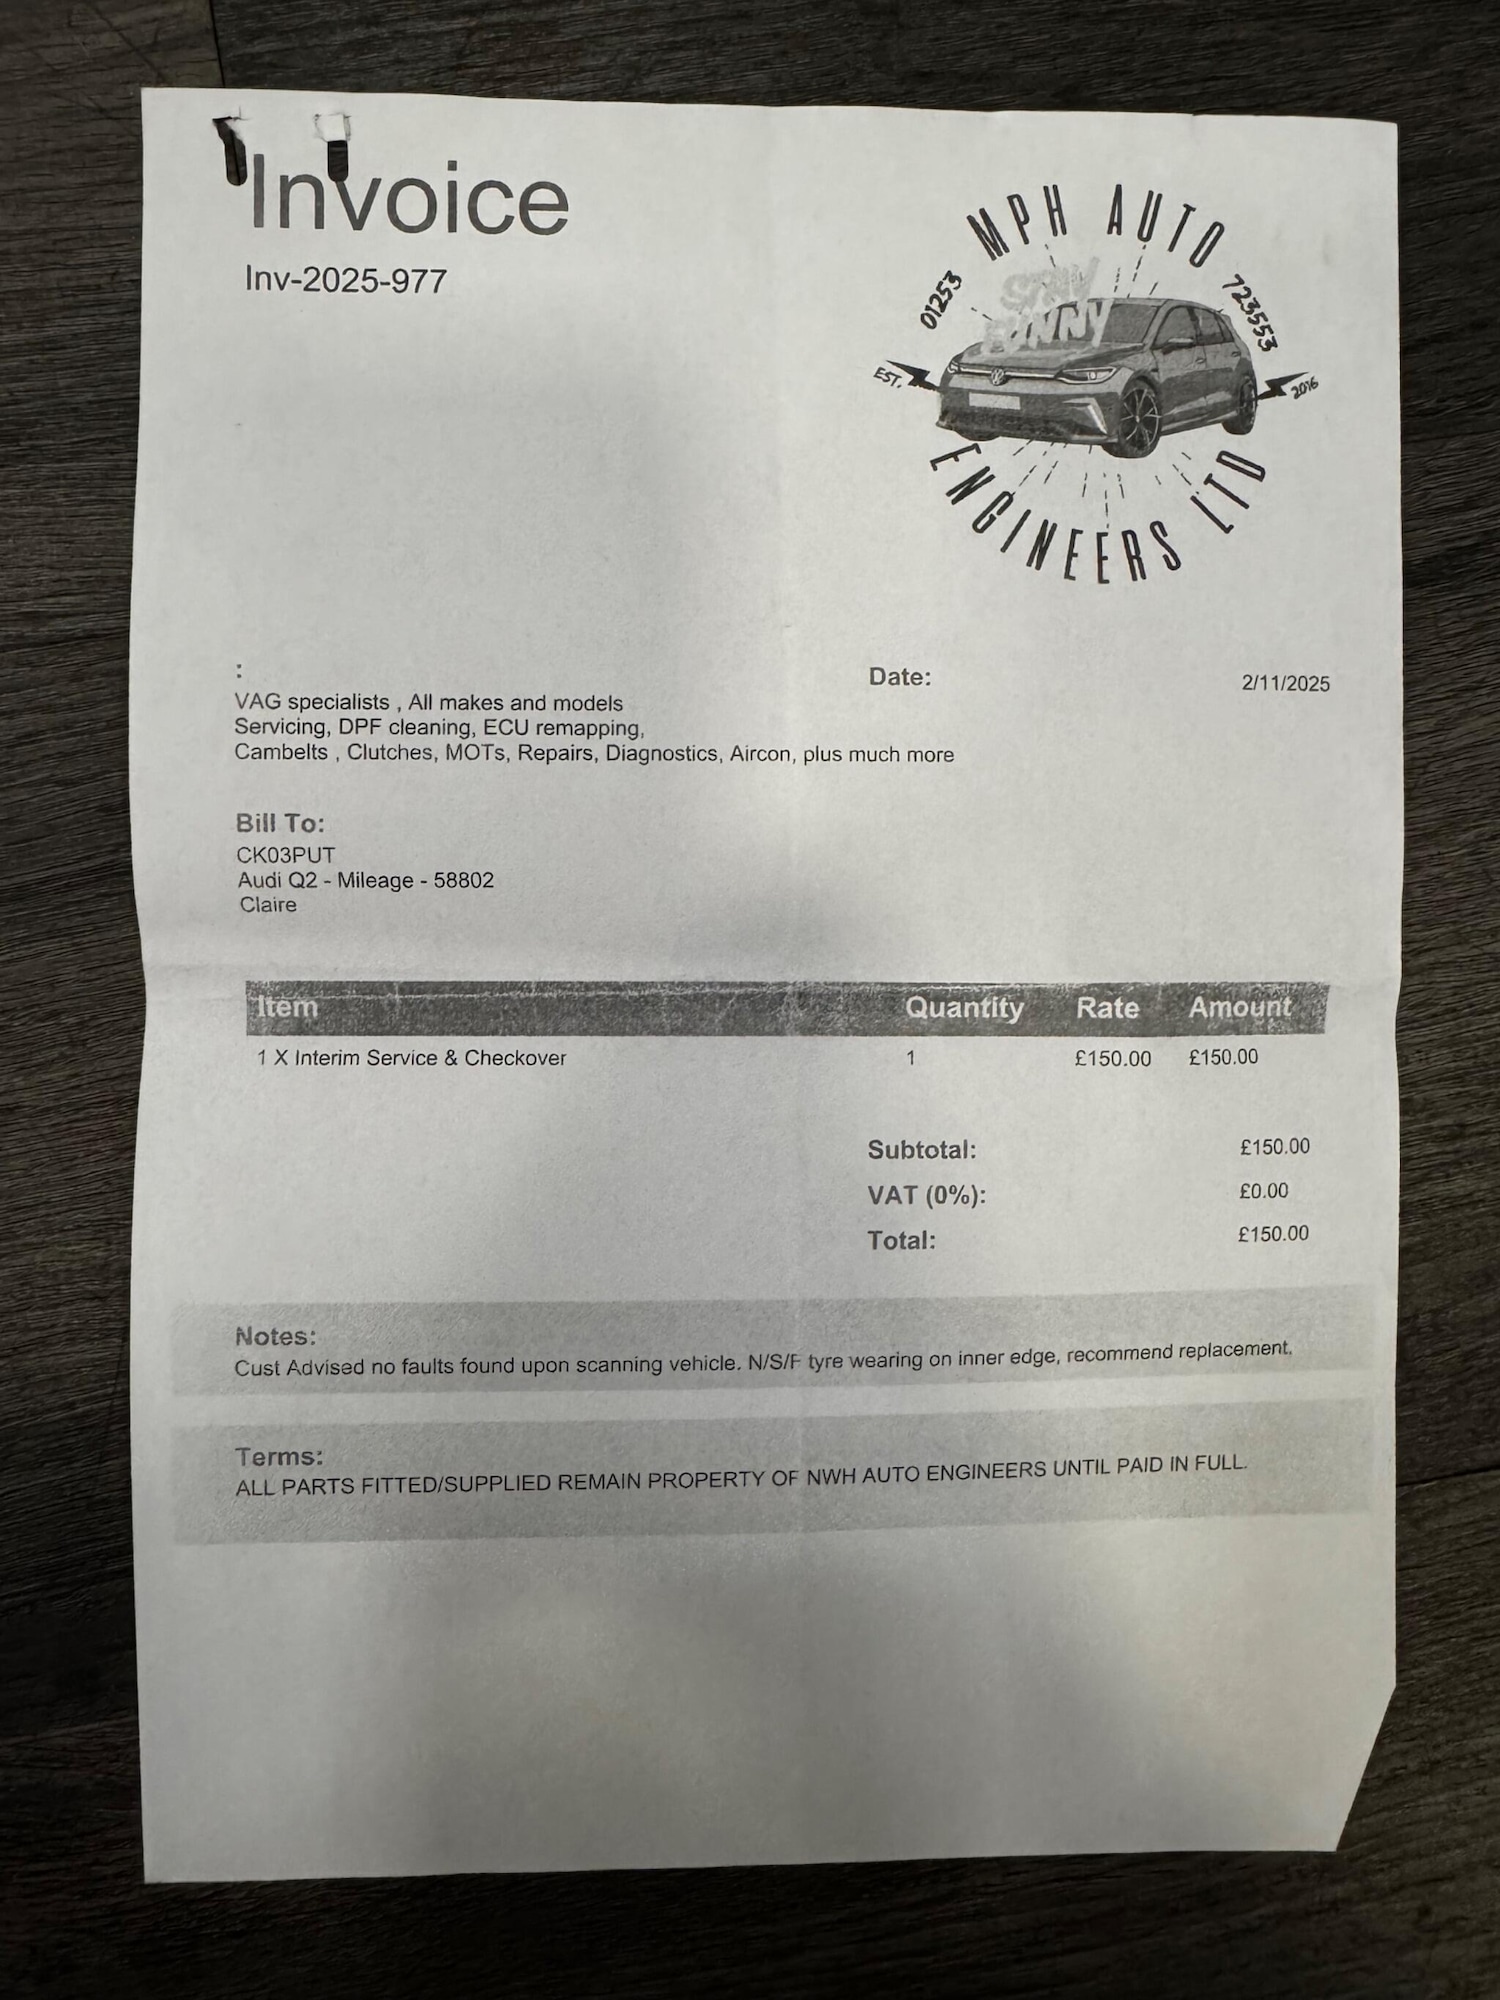 Invoice
Inv-2025-977
MPH AUTO
01253 723553
STAY
FUNNY
EST. 2016
ENGINEERS LTD
:
VAG specialists , All makes and models
Servicing, DPF cleaning, ECU remapping,
Cambelts , Clutches, MOTs, Repairs, Diagnostics, Aircon, plus much more
Date: 2/11/2025
Bill To:
CK03PUT
Audi Q2 - Mileage - 58802
Claire
Item Quantity Rate Amount
1 X Interim Service & Checkover 1 £150.00 £150.00
Subtotal: £150.00
VAT (0%): £0.00
Total: £150.00
Notes:
Cust Advised no faults found upon scanning vehicle. N/S/F tyre wearing on inner edge, recommend replacement.
Terms:
ALL PARTS FITTED/SUPPLIED REMAIN PROPERTY OF NWH AUTO ENGINEERS UNTIL PAID IN FULL.